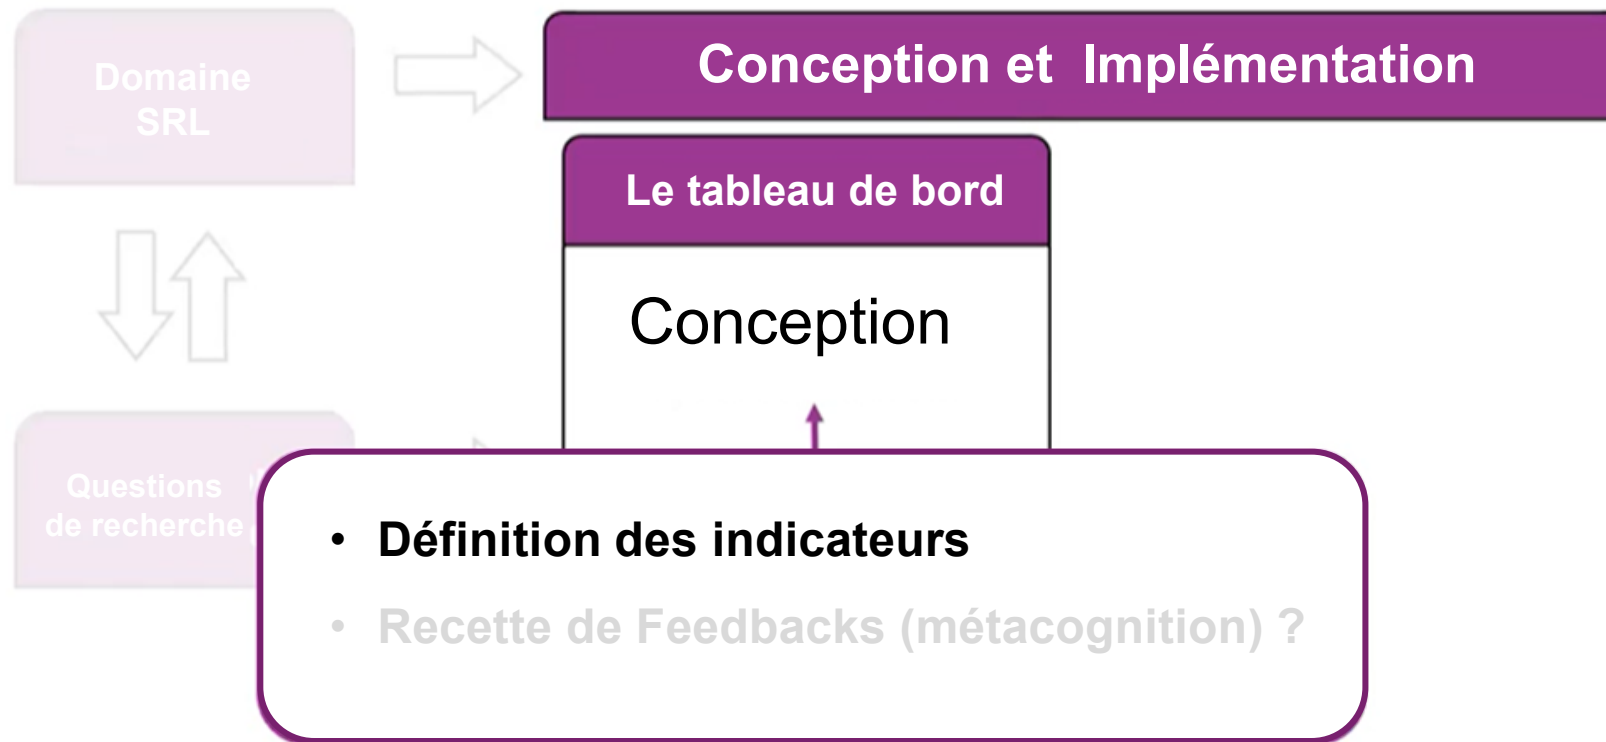 Domaine
SRL
Conception et Implémentation
Le tableau de bord
Conception
Questions
de recherche
• Définition des indicateurs
• Recette de Feedbacks (métacognition) ?